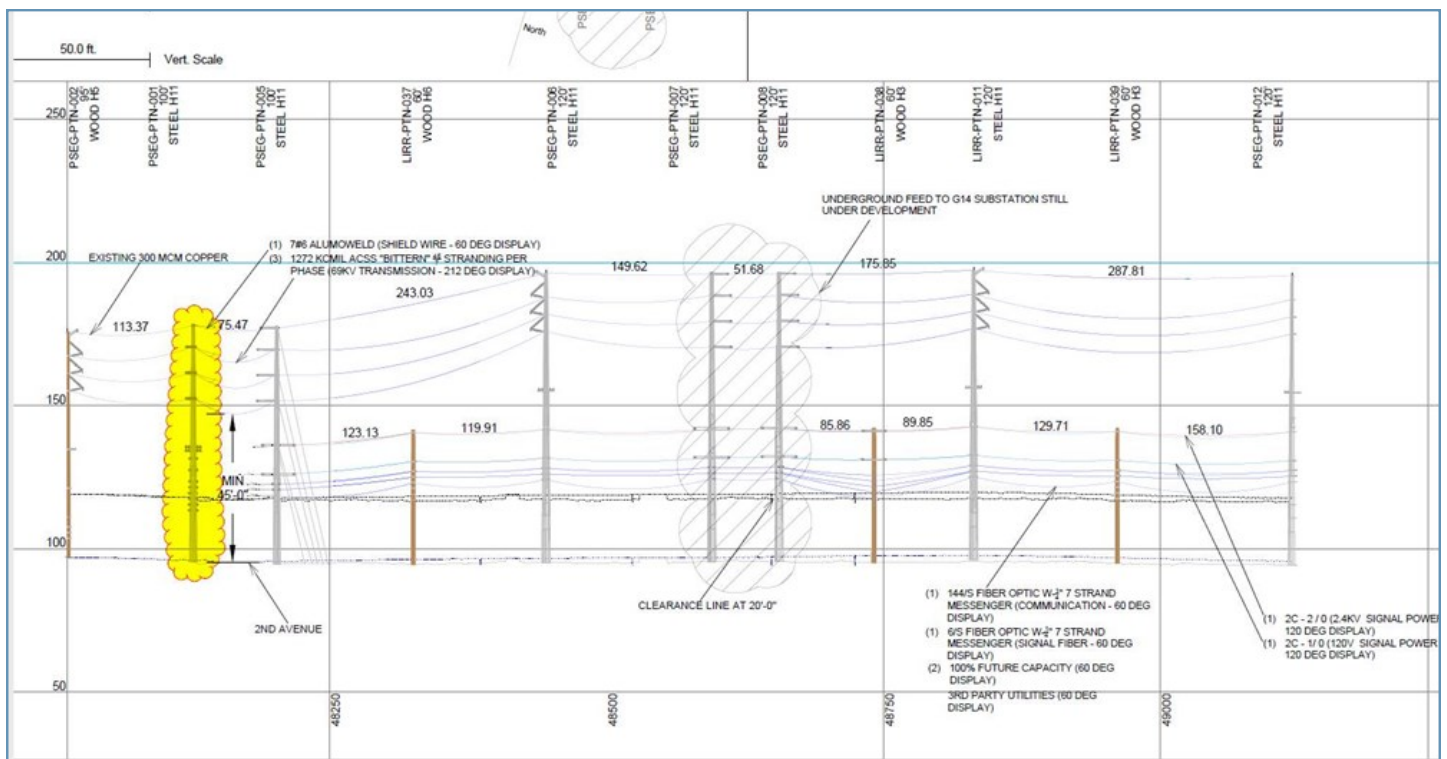 North
50.0 ft.
Vert. Scale
PSEG-PTN-002
95'
WOOD H5
PSEG-PTN-001
100'
STEEL H11
PSEG-PTN-005
100'
STEEL H11
LIRR-PTN-037
60'
WOOD H6
PSEG-PTN-006
120'
STEEL H11
PSEG-PTN-007
120'
STEEL H11
PSEG-PTN-008
120'
STEEL H11
LIRR-PTN-038
60'
WOOD H3
PSEG-PTN-011
120'
STEEL H11
LIRR-PTN-039
60'
WOOD H3
PSEG-PTN-012
120'
STEEL H11
250
UNDERGROUND FEED TO G14 SUBSTATION STILL
UNDER DEVELOPMENT
EXISTING 300 MCM COPPER
(1) 7#6 ALUMOWELD (SHIELD WIRE - 60 DEG DISPLAY)
(3) 1272 KCMIL ACSS "BITTERN" STRANDING PER
PHASE (69KV TRANSMISSION - 212 DEG DISPLAY)
200
149.62
51.68
175.85
287.81
243.03
113.37
75.47
150
123.13
119.91
85.86
89.85
129.71
158.10
MIN
45'-0"
100
CLEARANCE LINE AT 20'-0"
2ND AVENUE
(1) 144/S FIBER OPTIC W- 7 STRAND
MESSENGER (COMMUNICATION - 60 DEG
DISPLAY)
(1) 6/S FIBER OPTIC W- 7 STRAND
MESSENGER (SIGNAL FIBER - 60 DEG
DISPLAY)
(2) 100% FUTURE CAPACITY (60 DEG
DISPLAY)
3RD PARTY UTILITIES (60 DEG
DISPLAY)
(1) 2C - 2/0 (2.4KV SIGNAL POWE
120 DEG DISPLAY)
(1) 2C - 1/0 (120V SIGNAL POWER
120 DEG DISPLAY)
50
48250
48500
48750
49000